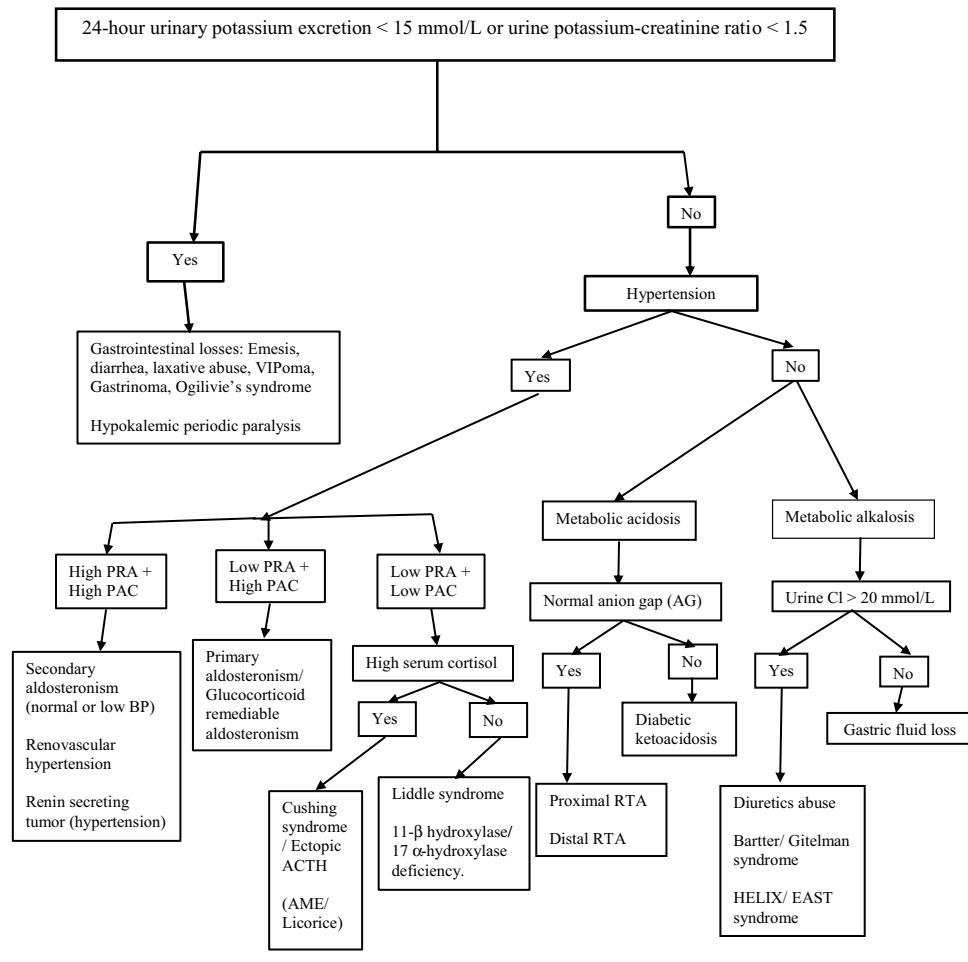 24-hour urinary potassium excretion < 15 mmol/L or urine potassium-creatinine ratio < 1.5
No
Yes
Hypertension
Gastrointestinal losses: Emesis,
diarrhea, laxative abuse, VIPoma,
Gastrinoma, Ogilivie's syndrome
Hypokalemic periodic paralysis
Yes
No
Metabolic acidosis
Metabolic alkalosis
High PRA +
High PAC
Low PRA +
High PAC
Low PRA +
Low PAC
Normal anion gap (AG)
Urine Cl > 20 mmol/L
Secondary
aldosteronism
(normal or low BP)
Renovascular
hypertension
Renin secreting
tumor (hypertension)
Primary
aldosteronism/
Glucocorticoid
remediable
aldosteronism
High serum cortisol
Yes
No
Yes
No
Yes
No
Diabetic
ketoacidosis
Gastric fluid loss
Cushing
syndrome
/ Ectopic
ACTH
(AME/
Licorice)
Liddle syndrome
11-β hydroxylase/
17 α-hydroxylase
deficiency.
Proximal RTA
Distal RTA
Diuretics abuse
Bartter/ Gitelman
syndrome
HELIX/ EAST
syndrome